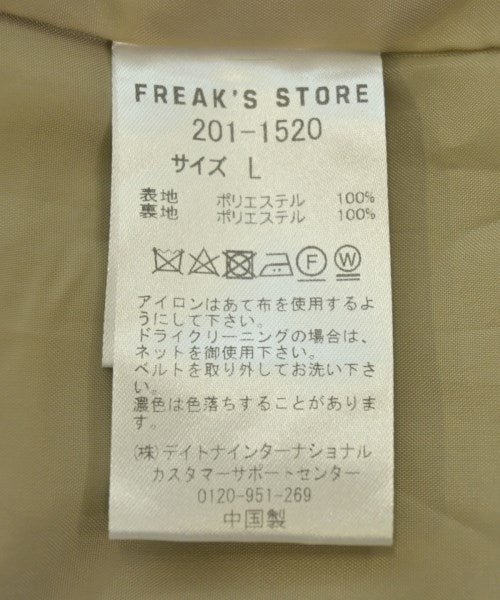 FREAK'S STORE
201-1520
サイズ L
表地 ポリエステル 100%
裏地 ポリエステル 100%
F W
アイロンはあて布を使用するよ
うにして下さい。
ドライクリーニングの場合は、
ネットを御使用下さい。
ベルトを取り外してお洗い下さ
い。
濃色は色落ちすることがありま
す。
(株)デイトナインターナショナル
カスタマーサポートセンター
0120-951-269
中国製